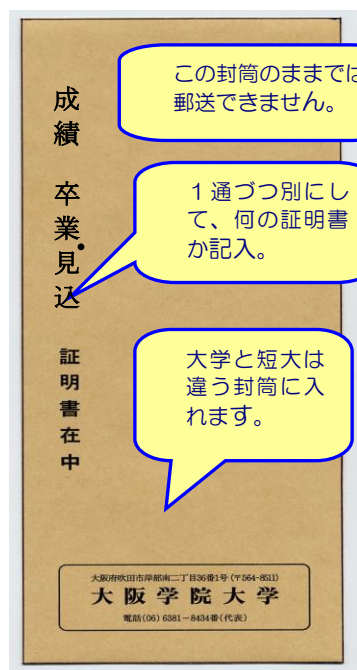 成績 卒業・見込
証明書在中
この封筒のままでは
郵送できません。
１通づつ別にし
て、何の証明書
か記入。
大学と短大は
違う封筒に入
れます。
大阪府吹田市岸部南二丁目36番1号(〒564-8511)
大阪学院大学
電話(06)6381－8434番(代表)